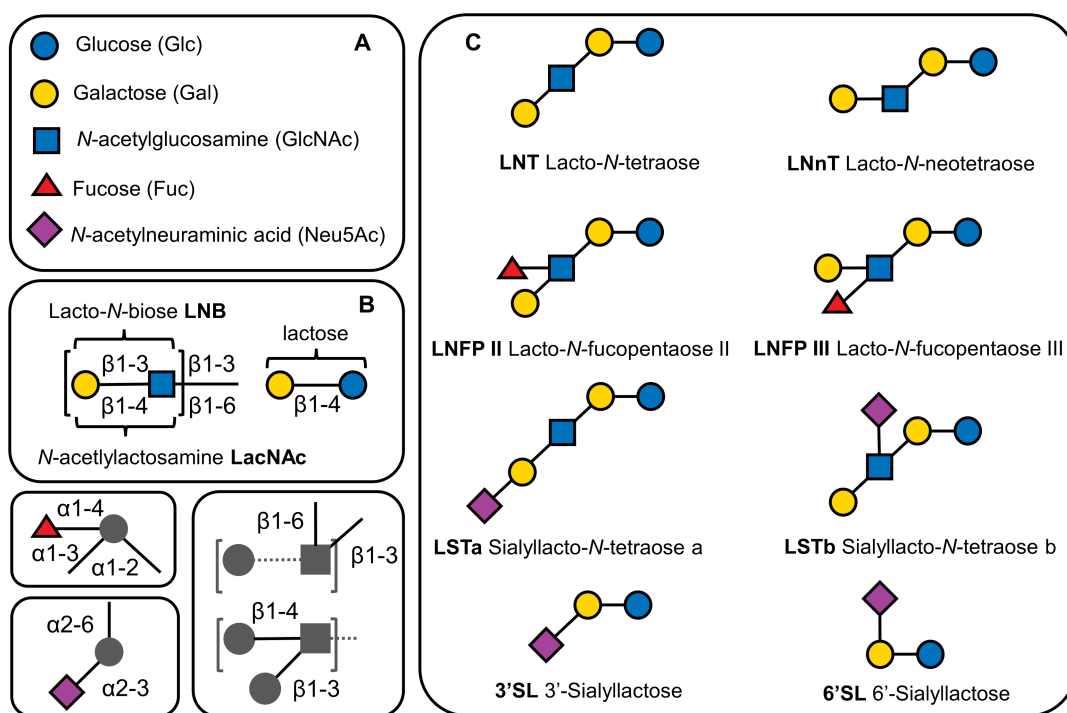 A
Glucose (Glc)
Galactose (Gal)
N-acetylglucosamine (GlcNAc)
Fucose (Fuc)
N-acetylneuraminic acid (Neu5Ac)
B
Lacto-N-biose LNB
lactose
β1-3
β1-3
β1-4
β1-6
β1-4
N-acetlylactosamine LacNAc
α1-4
α1-3
α1-2
α2-6
α2-3
β1-6
β1-3
β1-4
β1-3
C
LNT Lacto-N-tetraose
LNnT Lacto-N-neotetraose
LNFP II Lacto-N-fucopentaose II
LNFP III Lacto-N-fucopentaose III
LSTa Sialyllacto-N-tetraose a
LSTb Sialyllacto-N-tetraose b
3'SL 3'-Sialyllactose
6'SL 6'-Sialyllactose